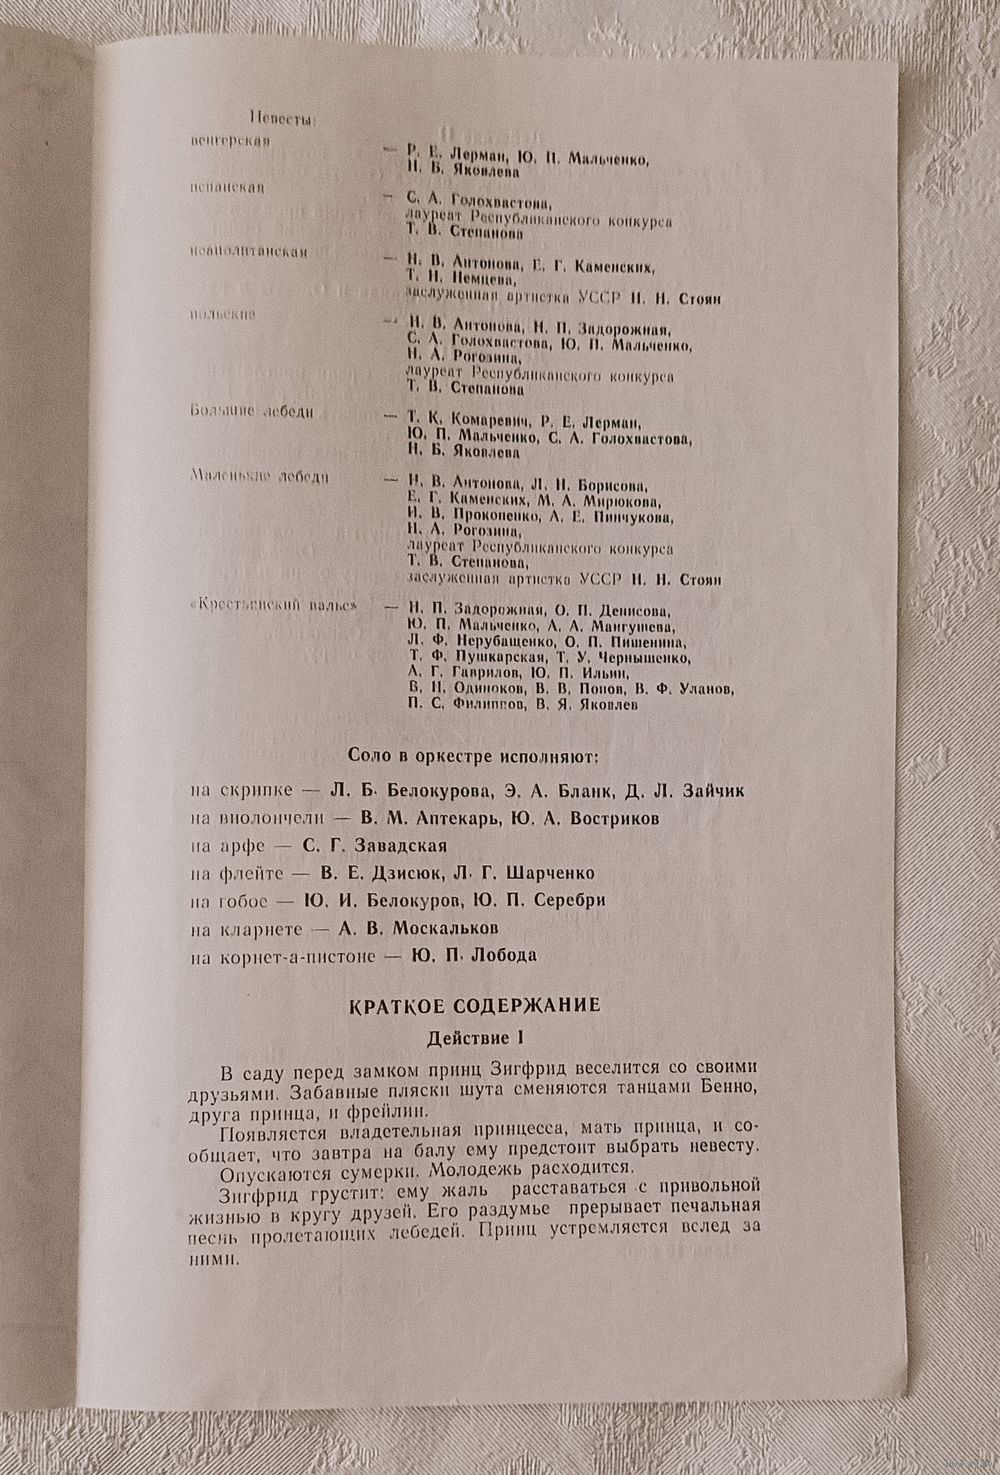 Невесты:
венгерская — Р. Е. Лерман, Ю. П. Мальченко,
Н. Б. Яковлева
испанская — С. А. Голохвастова,
лауреат Республиканского конкурса
Т. В. Степанова
неаполитанская — Н. В. Антонова, Е. Г. Каменских,
Т. Н. Немцева,
заслуженная артистка УССР Н. Н. Стоян
польские — Н. В. Антонова, Н. П. Задорожная,
С. А. Голохвастова, Ю. П. Мальченко,
Н. А. Рогозина,
лауреат Республиканского конкурса
Т. В. Степанова
Большие лебеди — Т. К. Комаревич, Р. Е. Лерман,
Ю. П. Мальченко, С. А. Голохвастова,
Н. Б. Яковлева
Маленькие лебеди — Н. В. Антонова, Л. Н. Борисова,
Е. Г. Каменских, М. А. Мирюкова,
И. В. Прокопенко, А. Е. Пинчукова,
Н. А. Рогозина,
лауреат Республиканского конкурса
Т. В. Степанова,
заслуженная артистка УССР Н. Н. Стоян
«Крестьянский вальс» — Н. П. Задорожная, О. П. Денисова,
Ю. П. Мальченко, А. А. Мангушева,
Л. Ф. Нерубащенко, О. П. Пишенина,
Т. Ф. Пушкарская, Т. У. Чернышенко,
А. Г. Гаврилов, Ю. П. Ильин,
В. Н. Одиноков, В. В. Попов, В. Ф. Уланов,
П. С. Филиппов, В. Я. Яковлев
Соло в оркестре исполняют:
на скрипке — Л. Б. Белокурова, Э. А. Бланк, Д. Л. Зайчик
на виолончели — В. М. Аптекарь, Ю. А. Востриков
на арфе — С. Г. Завадская
на флейте — В. Е. Дзисюк, Л. Г. Шарченко
на гобое — Ю. И. Белокуров, Ю. П. Серебри
на кларнете — А. В. Москальков
на корнет-а-пистоне — Ю. П. Лобода
КРАТКОЕ СОДЕРЖАНИЕ
Действие I
В саду перед замком принц Зигфрид веселится со своими
друзьями. Забавные пляски шута сменяются танцами Бенно,
друга принца, и фрейлин.
Появляется владетельная принцесса, мать принца, и со-
общает, что завтра на балу ему предстоит выбрать невесту.
Опускаются сумерки. Молодежь расходится.
Зигфрид грустит: ему жаль расставаться с привольной
жизнью в кругу друзей. Его раздумье прерывает печальная
песнь пролетающих лебедей. Принц устремляется вслед за
ними.